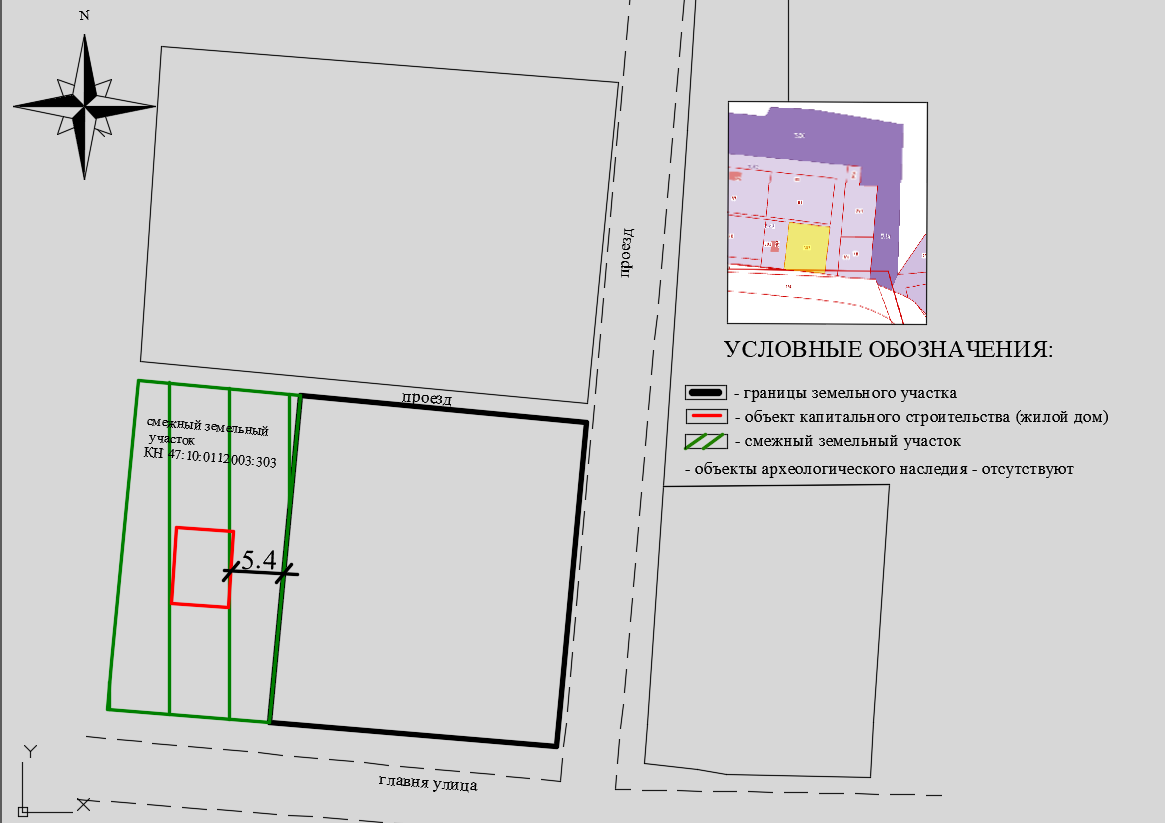 N
проезд
проезд
смежный земельный
участок
КН 47:10:0112003:303
5.4
главня улица
Y
X
УСЛОВНЫЕ ОБОЗНАЧЕНИЯ:
- границы земельного участка
- объект капитального строительства (жилой дом)
- смежный земельный участок
- объекты археологического наследия - отсутствуют